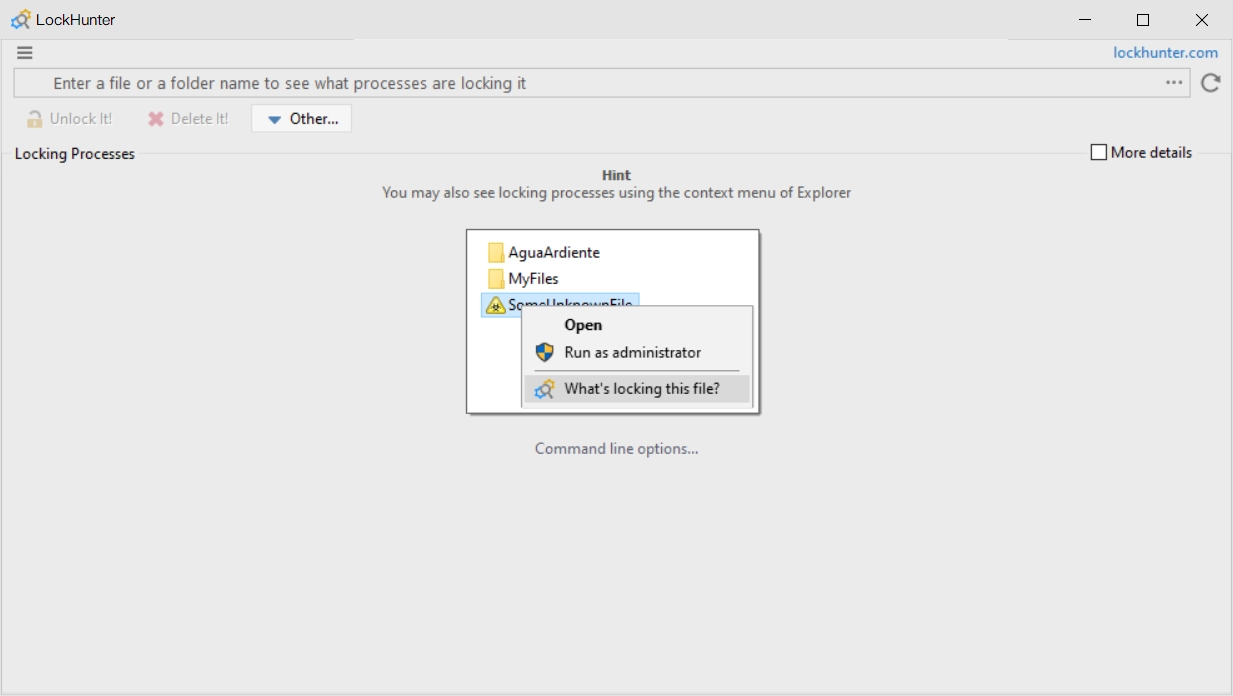 LockHunter
lockhunter.com
Enter a file or a folder name to see what processes are locking it
Unlock It! Delete It! Other...
Locking Processes
More details
Hint
You may also see locking processes using the context menu of Explorer
AguaArdiente
MyFiles
SomeUnknownFile
Open
Run as administrator
What's locking this file?
Command line options...